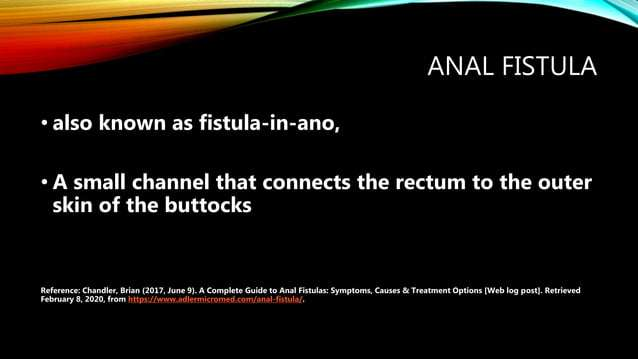 ANAL FISTULA
• also known as fistula-in-ano,
• A small channel that connects the rectum to the outer
skin of the buttocks
Reference: Chandler, Brian (2017, June 9). A Complete Guide to Anal Fistulas: Symptoms, Causes & Treatment Options [Web log post]. Retrieved
February 8, 2020, from https://www.adlermicromed.com/anal-fistula/.